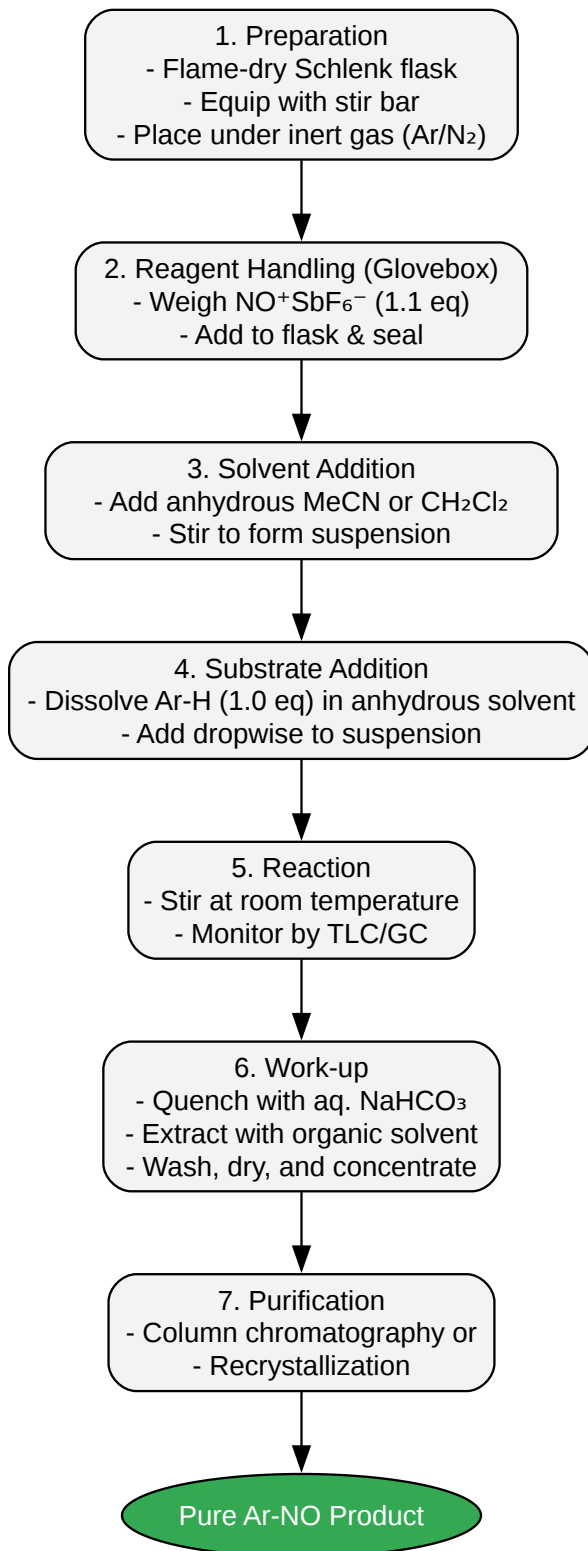 1. Preparation
- Flame-dry Schlenk flask
- Equip with stir bar
- Place under inert gas (Ar/N₂)
2. Reagent Handling (Glovebox)
- Weigh NO⁺SbF₆⁻ (1.1 eq)
- Add to flask & seal
3. Solvent Addition
- Add anhydrous MeCN or CH₂Cl₂
- Stir to form suspension
4. Substrate Addition
- Dissolve Ar-H (1.0 eq) in anhydrous solvent
- Add dropwise to suspension
5. Reaction
- Stir at room temperature
- Monitor by TLC/GC
6. Work-up
- Quench with aq. NaHCO₃
- Extract with organic solvent
- Wash, dry, and concentrate
7. Purification
- Column chromatography or
- Recrystallization
Pure Ar-NO Product